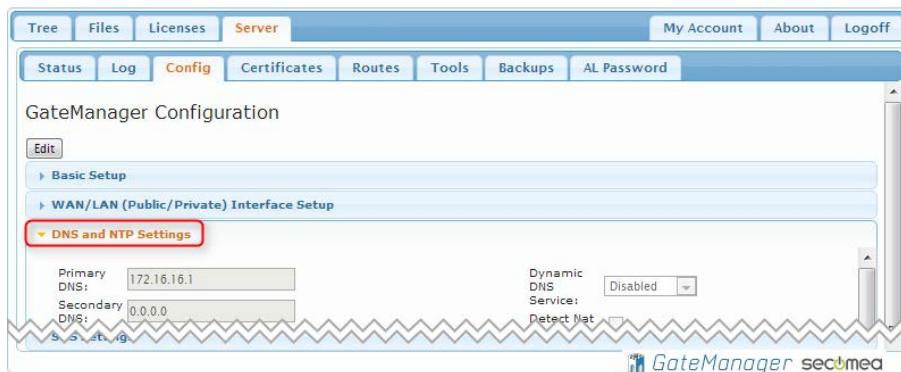 Tree Files Licenses Server My Account About Logoff
Status Log Config Certificates Routes Tools Backups AL Password
GateManager Configuration
Edit
Basic Setup
WAN/LAN (Public/Private) Interface Setup
DNS and NTP Settings
Primary DNS: 172.16.16.1
Secondary DNS: 0.0.0.0
Dynamic DNS Service: Disabled
Detect Nat
GateManager secomea